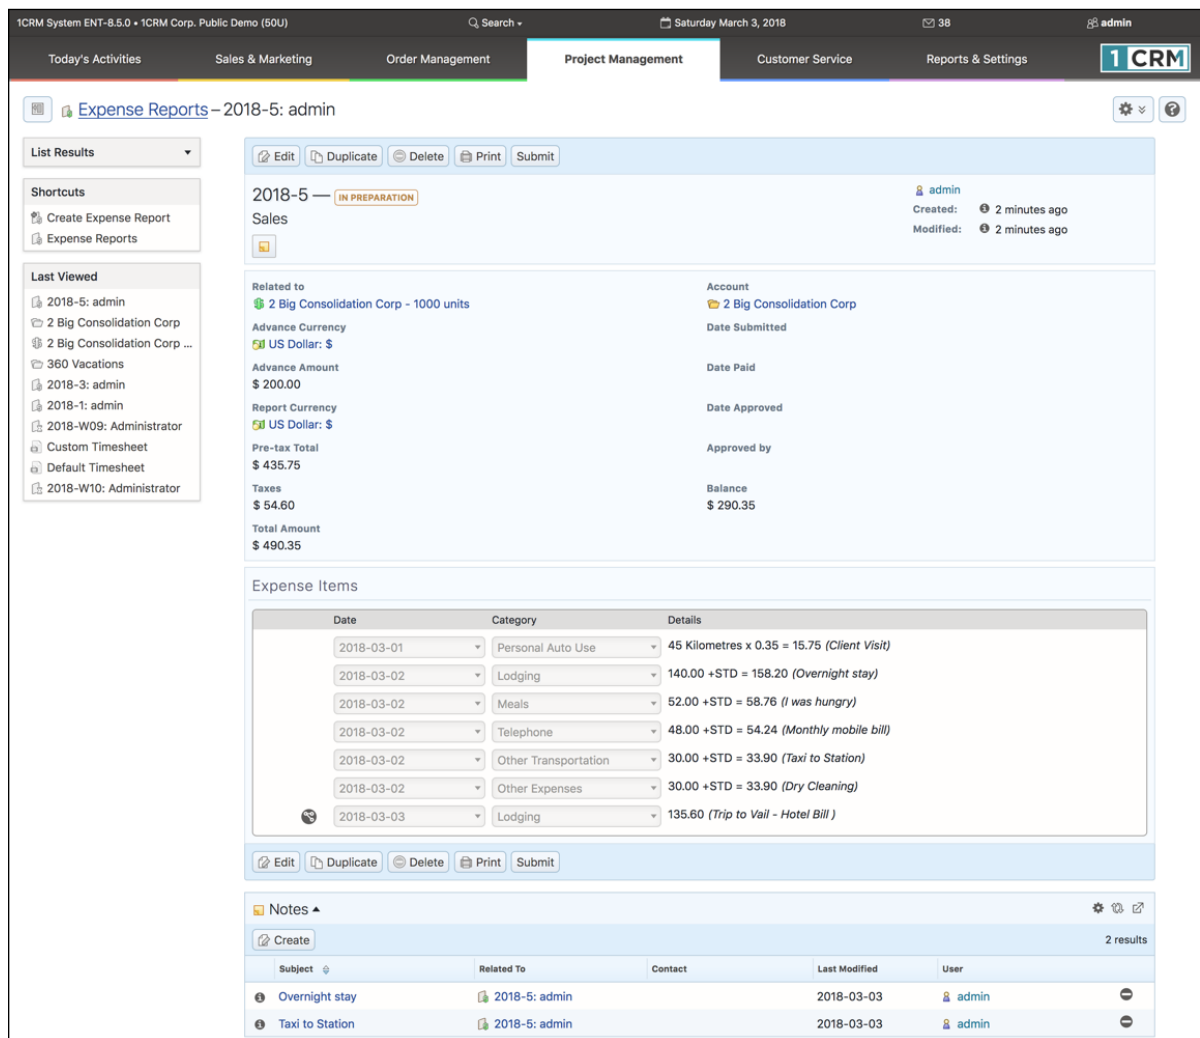 1CRM System ENT-8.5.0 • 1CRM Corp. Public Demo (50U) Search Saturday March 3, 2018 38 admin
Today's Activities Sales & Marketing Order Management Project Management Customer Service Reports & Settings 1 CRM
Expense Reports – 2018-5: admin
List Results
Shortcuts
Create Expense Report
Expense Reports
Last Viewed
2018-5: admin
2 Big Consolidation Corp
2 Big Consolidation Corp ...
360 Vacations
2018-3: admin
2018-1: admin
2018-W09: Administrator
Custom Timesheet
Default Timesheet
2018-W10: Administrator
Edit Duplicate Delete Print Submit
2018-5 — IN PREPARATION
Sales
admin
Created: 2 minutes ago
Modified: 2 minutes ago
Related to Account
2 Big Consolidation Corp - 1000 units 2 Big Consolidation Corp
Advance Currency Date Submitted
US Dollar: $
Advance Amount Date Paid
$ 200.00
Report Currency Date Approved
US Dollar: $
Pre-tax Total Approved by
$ 435.75
Taxes Balance
$ 54.60 $ 290.35
Total Amount
$ 490.35
Expense Items
Date Category Details
2018-03-01 Personal Auto Use 45 Kilometres x 0.35 = 15.75 (Client Visit)
2018-03-02 Lodging 140.00 +STD = 158.20 (Overnight stay)
2018-03-02 Meals 52.00 +STD = 58.76 (I was hungry)
2018-03-02 Telephone 48.00 +STD = 54.24 (Monthly mobile bill)
2018-03-02 Other Transportation 30.00 +STD = 33.90 (Taxi to Station)
2018-03-02 Other Expenses 30.00 +STD = 33.90 (Dry Cleaning)
2018-03-03 Lodging 135.60 (Trip to Vail - Hotel Bill )
Edit Duplicate Delete Print Submit
Notes
Create 2 results
Subject Related To Contact Last Modified User
Overnight stay 2018-5: admin 2018-03-03 admin
Taxi to Station 2018-5: admin 2018-03-03 admin